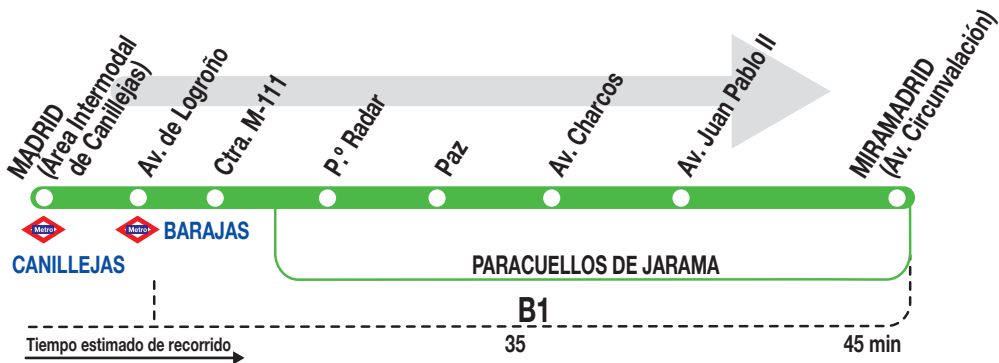 MADRID
(Área Intermodal
de Canillejas)
Av. de Logroño
Ctra. M-111
P.º Radar
Paz
Av. Charcos
Av. Juan Pablo II
MIRAMADRID
(Av. Circunvalación)
Metro
Metro
BARAJAS
CANILLEJAS
PARACUELLOS DE JARAMA
B1
Tiempo estimado de recorrido
35
45 min